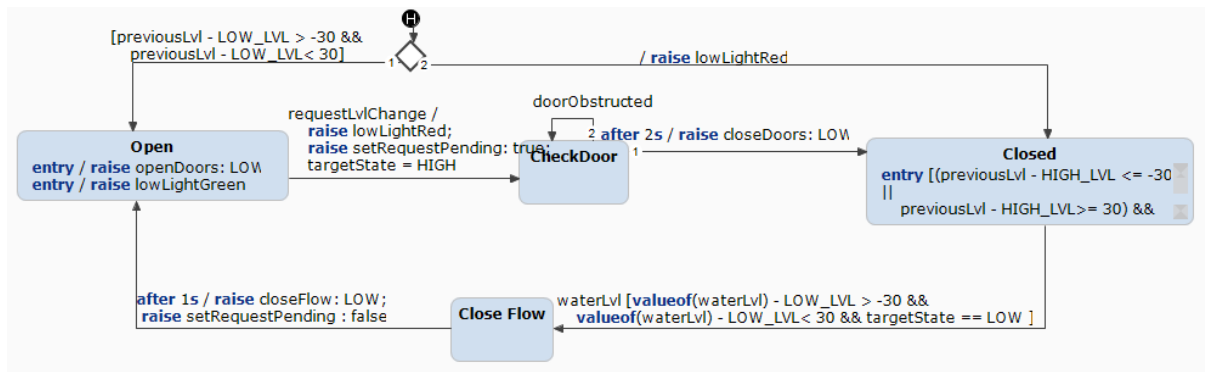 H
[previousLvl - LOW_LVL > -30 &&
previousLvl - LOW_LVL< 30]
1
2
/ raise lowLightRed
requestLvlChange /
raise lowLightRed;
raise setRequestPending: true;
targetState = HIGH
doorObstructed
2
CheckDoor
1
after 2s / raise closeDoors: LOW
Open
entry / raise openDoors: LOW
entry / raise lowLightGreen
Closed
entry [(previousLvl - HIGH_LVL <= -30
||
previousLvl - HIGH_LVL>= 30) &&
after 1s / raise closeFlow: LOW;
raise setRequestPending : false
Close Flow
waterLvl [valueof(waterLvl) - LOW_LVL > -30 &&
valueof(waterLvl) - LOW_LVL< 30 && targetState == LOW ]